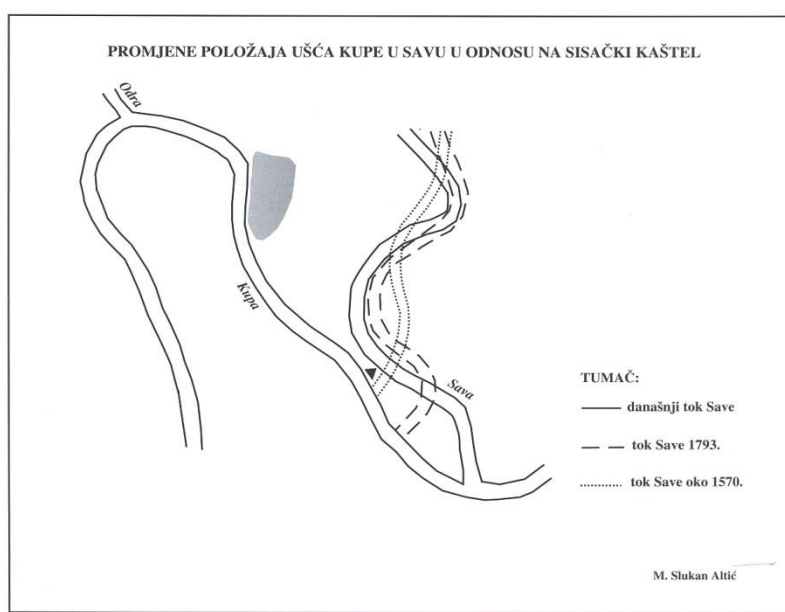 PROMJENE POLOŽAJA UŠĆA KUPE U SAVU U ODNOSU NA SISAČKI KAŠTEL
Odra
Kupa
Sava
TUMAČ:
današnji tok Save
tok Save 1793.
tok Save oko 1570.
M. Slukan Altić